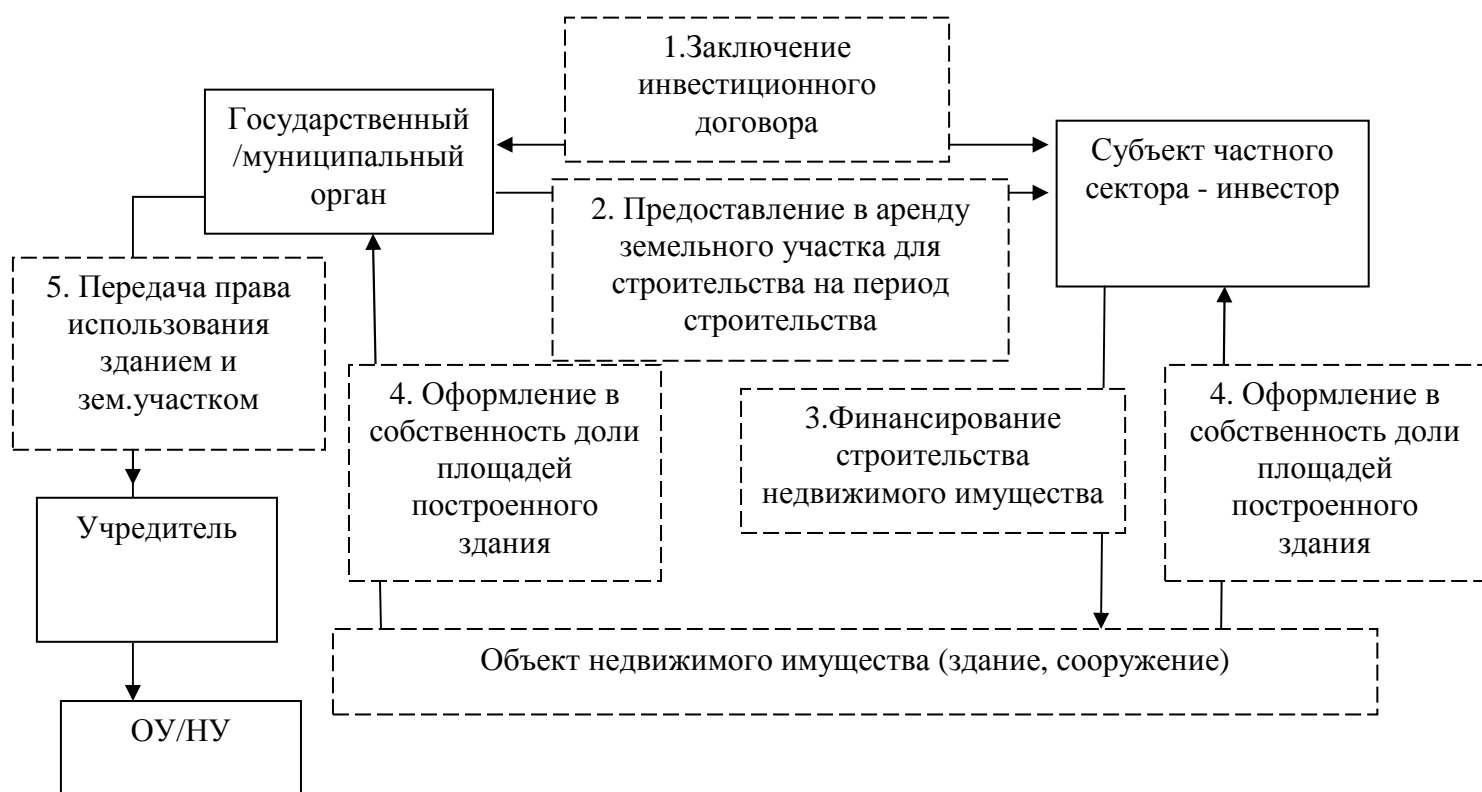 1.Заключение
инвестиционного
договора
Государственный
/муниципальный
орган
Субъект частного
сектора - инвестор
2. Предоставление в аренду
земельного участка для
строительства на период
строительства
5. Передача права
использования
зданием и
зем.участком
4. Оформление в
собственность доли
площадей
построенного
здания
3.Финансирование
строительства
недвижимого имущества
4. Оформление в
собственность доли
площадей
построенного
здания
Учредитель
Объект недвижимого имущества (здание, сооружение)
ОУ/НУ